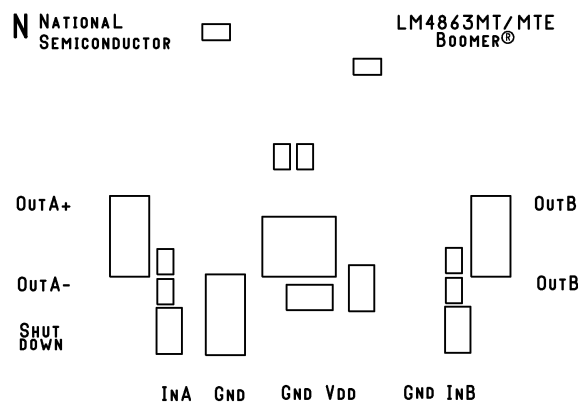 N NATIONAL
SEMICONDUCTOR
LM4863MT/MTE
BOOMER®
OUTA+
OUTB
OUTA-
OUTB
SHUT
DOWN
INA GND GND VDD GND INB